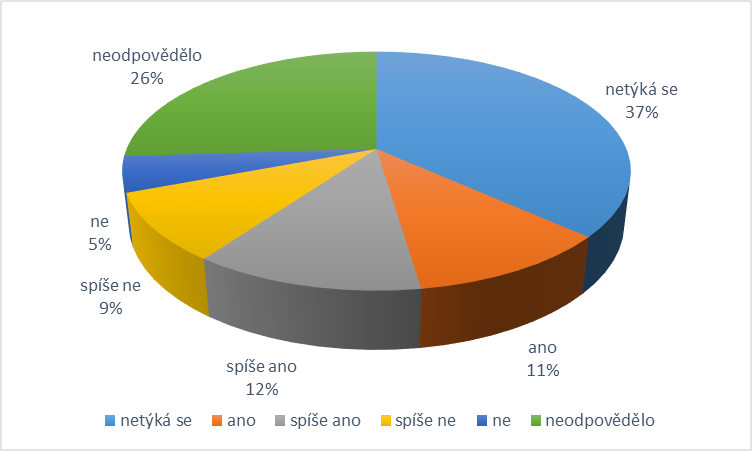 neodpovědělo
26%
netýká se
37%
ne
5%
spíše ne
9%
spíše ano
12%
ano
11%
netýká se ano spíše ano spíše ne ne neodpovědělo